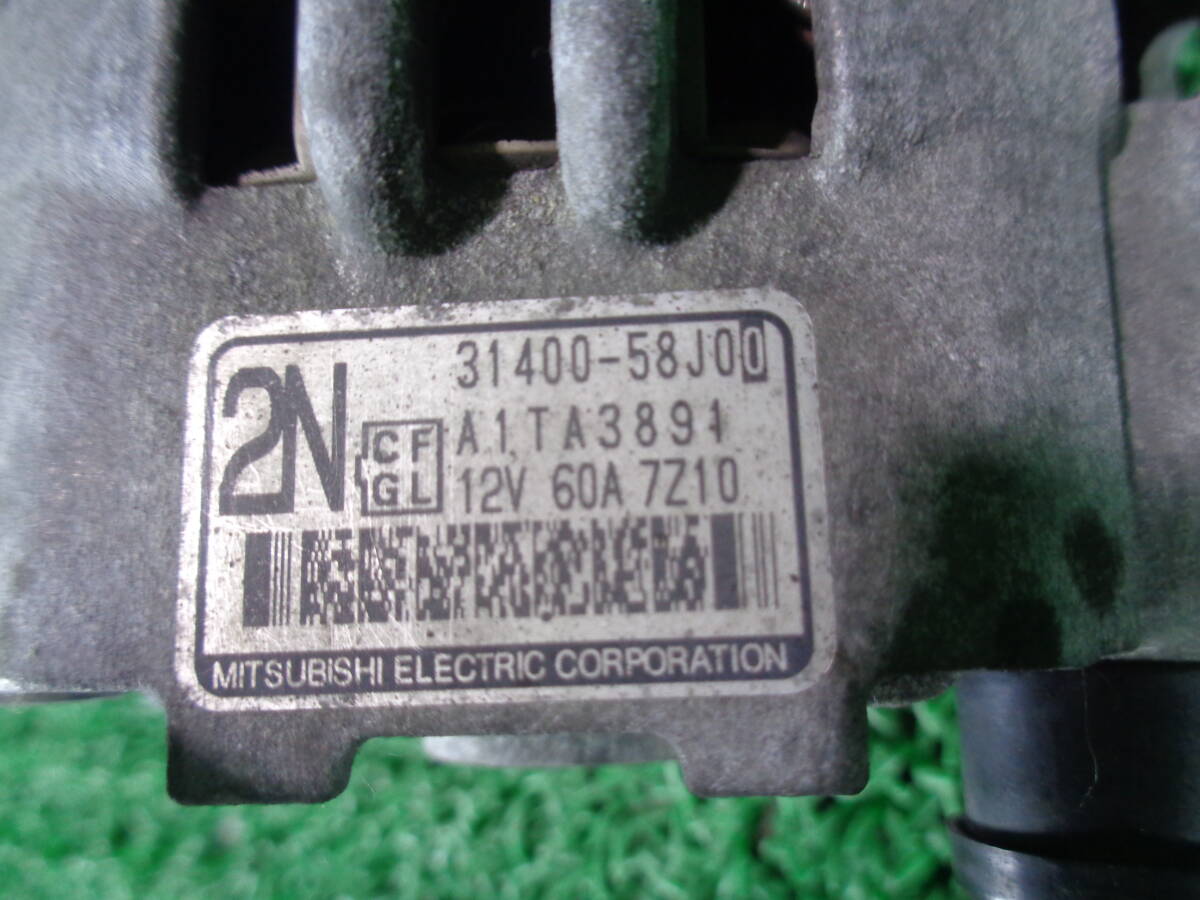 31400-58J00
2N
CF
GL
A1TA3891
12V 60A 7Z10
MITSUBISHI ELECTRIC CORPORATION